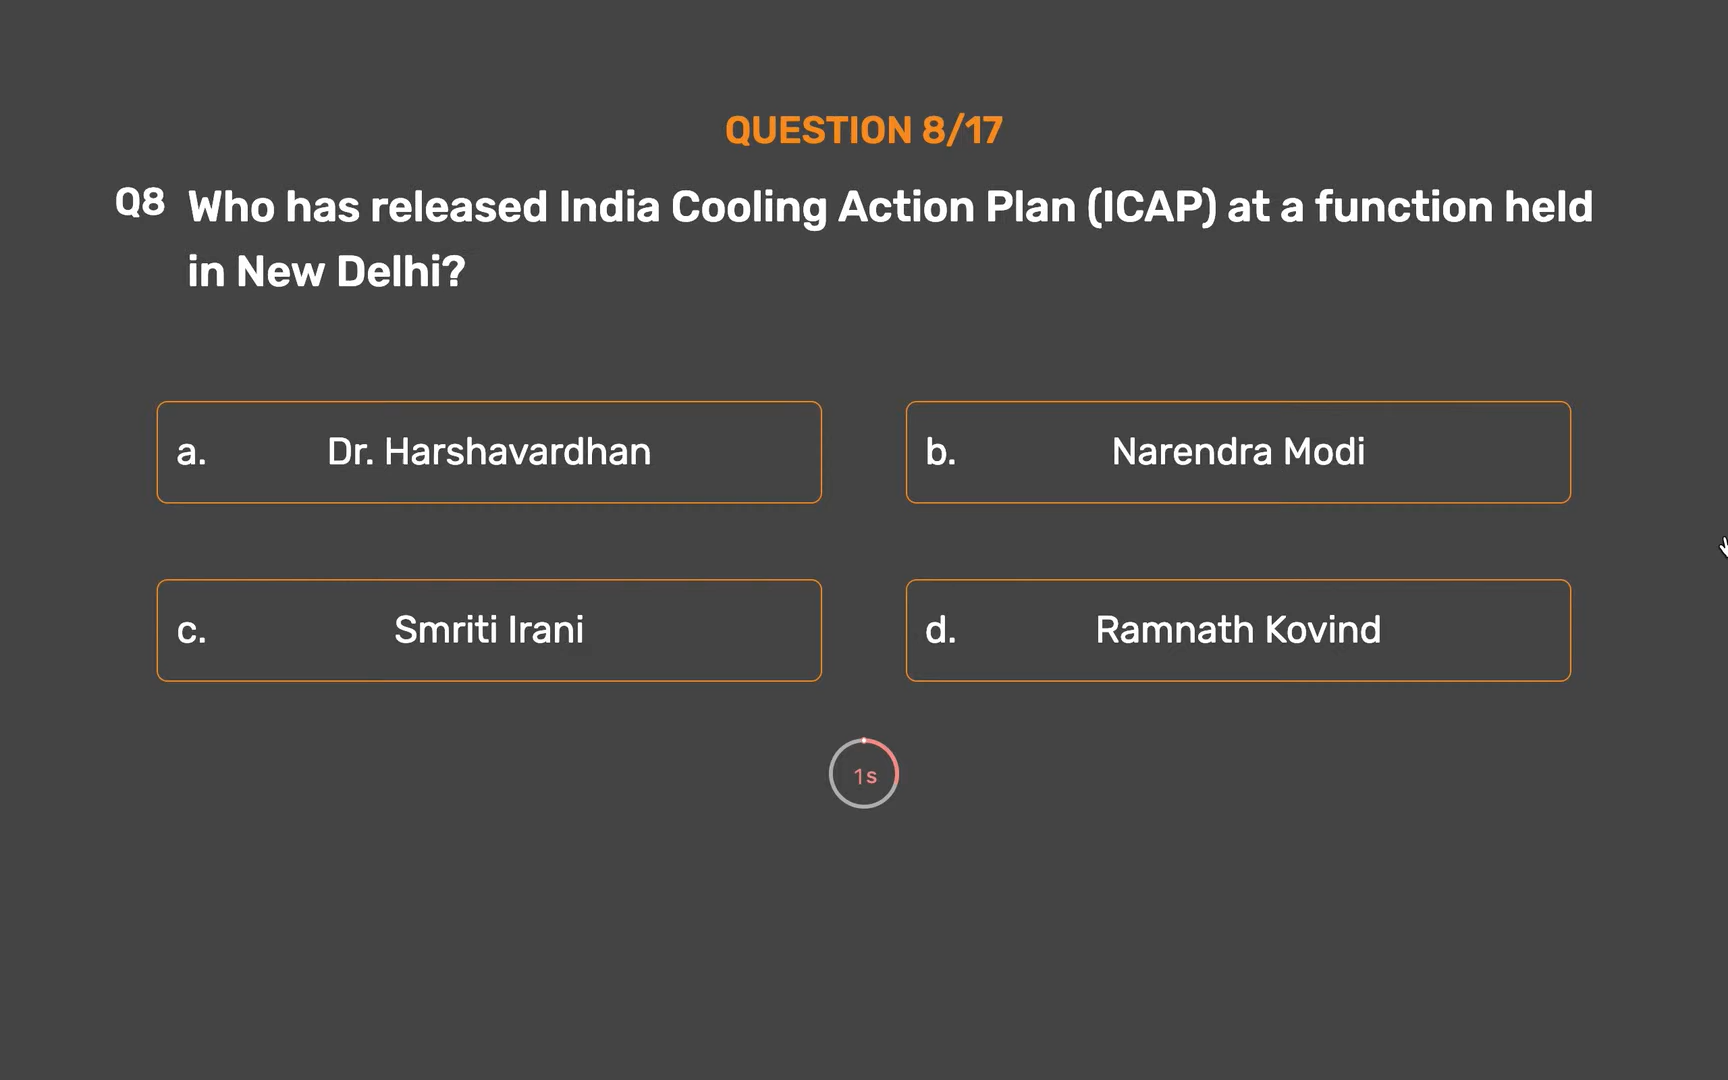 QUESTION 8/17
Q8 Who has released India Cooling Action Plan (ICAP) at a function held
in New Delhi?
a. Dr. Harshavardhan
b. Narendra Modi
c. Smriti Irani
d. Ramnath Kovind
1s